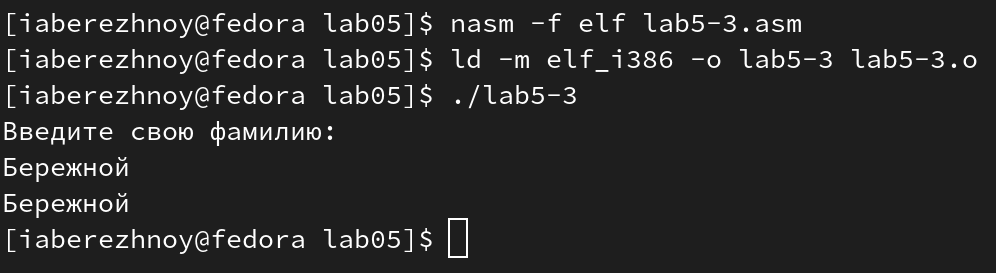 [iaberezhnoy@fedora lab05]$ nasm -f elf lab5-3.asm
[iaberezhnoy@fedora lab05]$ ld -m elf_i386 -o lab5-3 lab5-3.o
[iaberezhnoy@fedora lab05]$ ./lab5-3
Введите свою фамилию:
Бережной
Бережной
[iaberezhnoy@fedora lab05]$